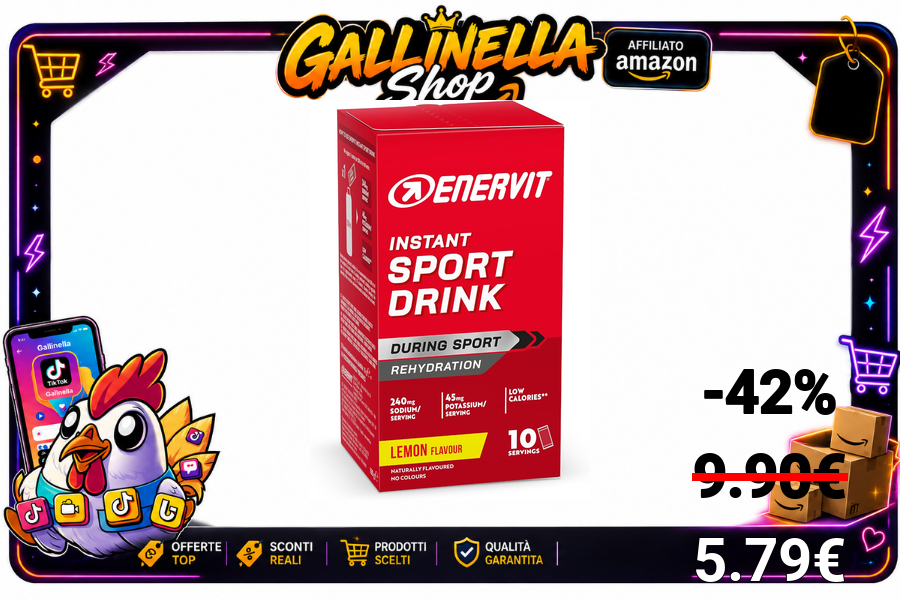 GALLINELLA
Shop
AFFILIATO
amazon
ENERVIT
INSTANT
SPORT
DRINK
DURING SPORT
REHYDRATION
240mg
SODIUM/
SERVING
45mg
POTASSIUM/
SERVING
LOW
CALORIES**
LEMON FLAVOUR
10
SERVINGS
NATURALLY FLAVOURED
NO COLOURS
Gallinella
TikTok
Gallinella
-42%
9.90€
5.79€
OFFERTE
TOP
SCONTI
REALI
PRODOTTI
SCELTI
QUALITÀ
GARANTITA